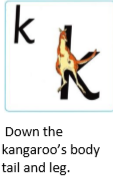 k k
Down the
kangaroo's body
tail and leg.